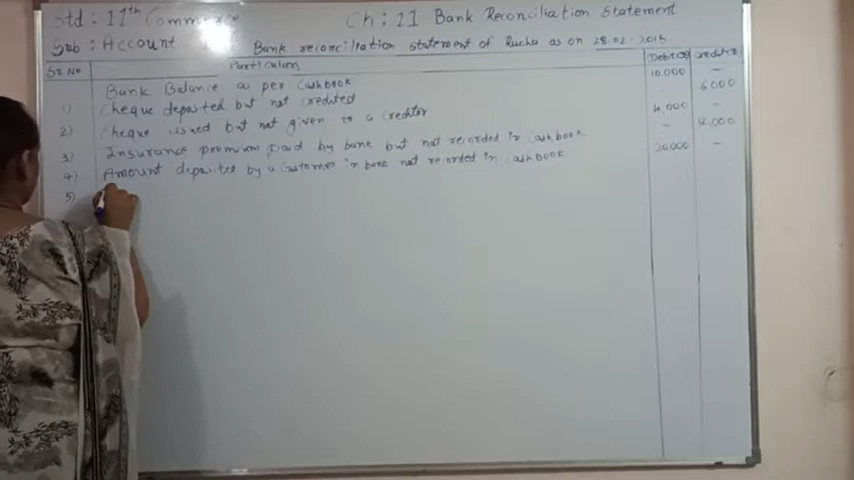 Std : 11th Commerce
Ch : 11 Bank Reconciliation Statement
Sub : Account
Bank reconciliation statement of Rucha as on 28.02.2015
Sr.No Particulars Debit Credit
Bank Balance as per Cashbook 10,000 –
1) Cheque deposited but not credited - 6,000
2) Cheque issued but not given to a creditor 4,000 –
3) Insurance premium paid by bank but not recorded in Cashbook – 12,000
4) Amount deposited by a Customer in bank not recorded in Cashbook 20,000 –
5)